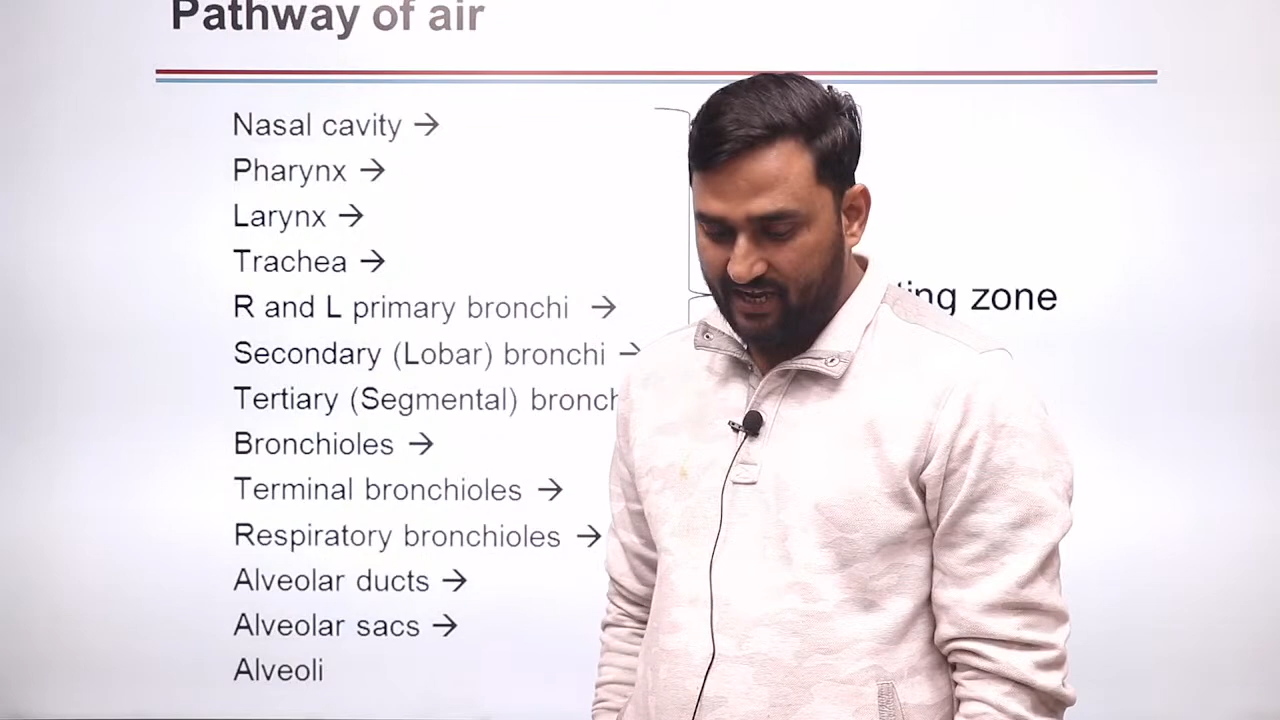 Pathway of air
Nasal cavity →
Pharynx →
Larynx →
Trachea →
R and L primary bronchi →
Secondary (Lobar) bronchi →
Tertiary (Segmental)
Bronchioles →
Terminal bronchioles →
Respiratory bronchioles →
Alveolar ducts →
Alveolar sacs →
Alveoli
zone